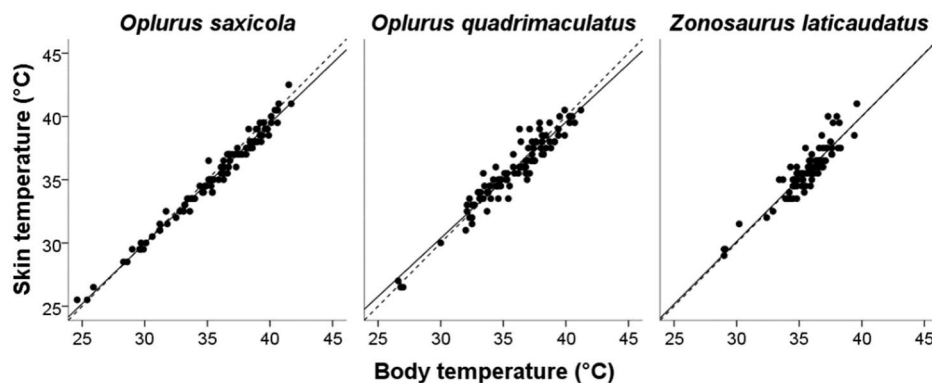 Oplurus saxicola Oplurus quadrimaculatus Zonosaurus laticaudatus
Skin temperature (°C)
45
40
35
30
25
25 30 35 40 45 25 30 35 40 45 25 30 35 40 45
Body temperature (°C)